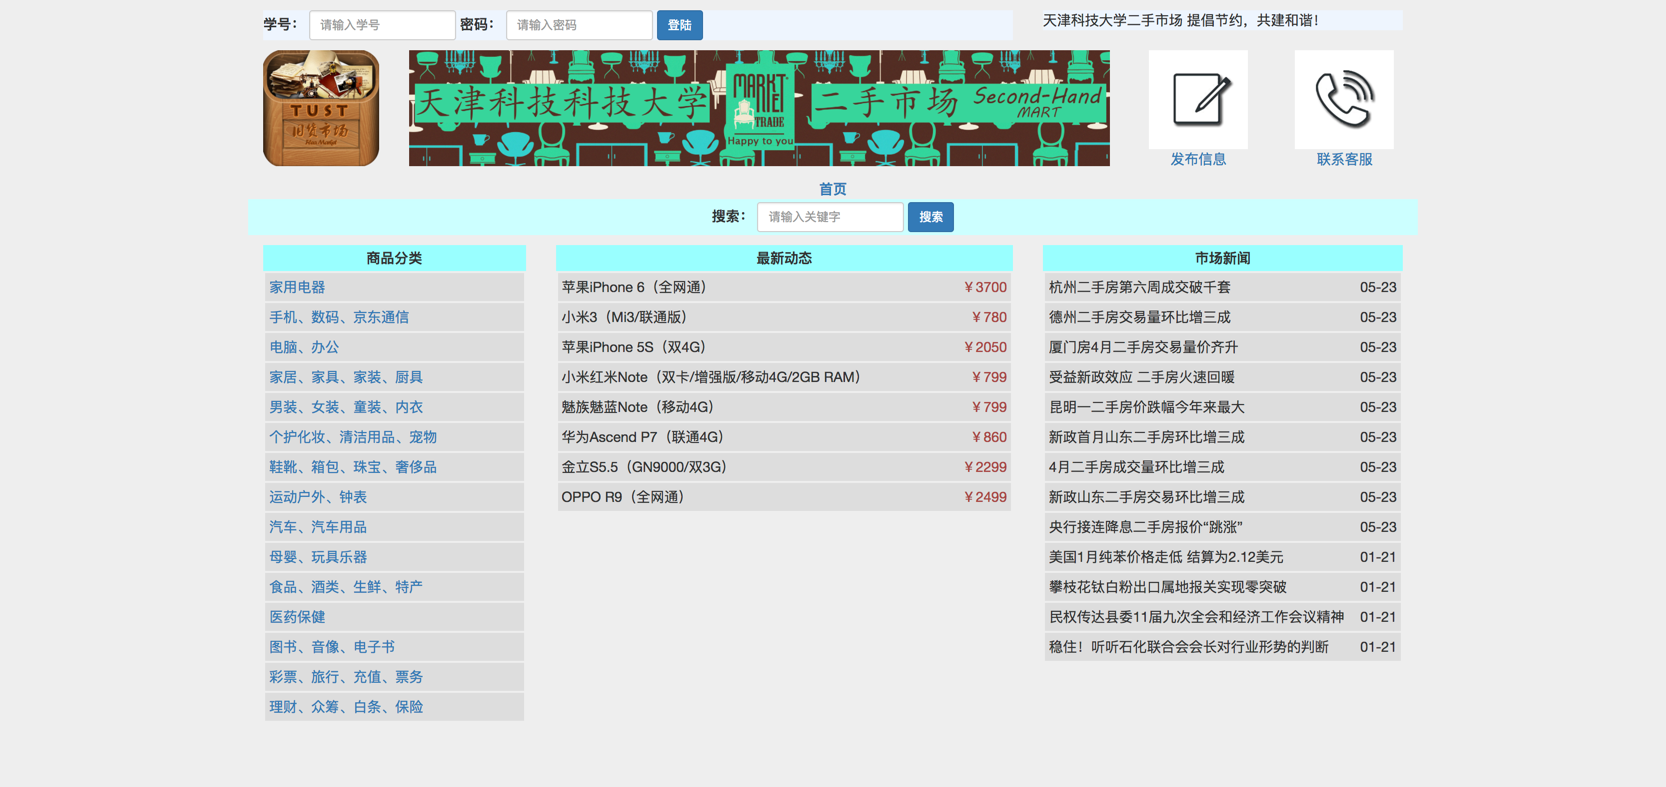 学号： 请输入学号 密码： 请输入密码 登陆
天津科技大学二手市场 提倡节约，共建和谐！
TUST
旧货市场
天津科技科技大学
MARKET
TRADE
Happy to you
二手市场 Second-Hand
MART
发布信息
联系客服
首页
搜索： 请输入关键字 搜索
商品分类
家用电器
手机、数码、京东通信
电脑、办公
家居、家具、家装、厨具
男装、女装、童装、内衣
个护化妆、清洁用品、宠物
鞋靴、箱包、珠宝、奢侈品
运动户外、钟表
汽车、汽车用品
母婴、玩具乐器
食品、酒类、生鲜、特产
医药保健
图书、音像、电子书
彩票、旅行、充值、票务
理财、众筹、白条、保险
最新动态
苹果iPhone 6（全网通） ￥3700
小米3（Mi3/联通版） ￥780
苹果iPhone 5S（双4G） ￥2050
小米红米Note（双卡/增强版/移动4G/2GB RAM） ￥799
魅族魅蓝Note（移动4G） ￥799
华为Ascend P7（联通4G） ￥860
金立S5.5（GN9000/双3G） ￥2299
OPPO R9（全网通） ￥2499
市场新闻
杭州二手房第六周成交破千套 05-23
德州二手房交易量环比增三成 05-23
厦门房4月二手房交易量价齐升 05-23
受益新政效应 二手房火速回暖 05-23
昆明一二手房价跌幅今年来最大 05-23
新政首月山东二手房环比增三成 05-23
4月二手房成交量环比增三成 05-23
新政山东二手房交易环比增三成 05-23
央行接连降息二手房报价“跳涨” 05-23
美国1月纯苯价格走低 结算为2.12美元 01-21
攀枝花钛白粉出口属地报关实现零突破 01-21
民权传达县委11届九次全会和经济工作会议精神 01-21
稳住！听听石化联合会会长对行业形势的判断 01-21